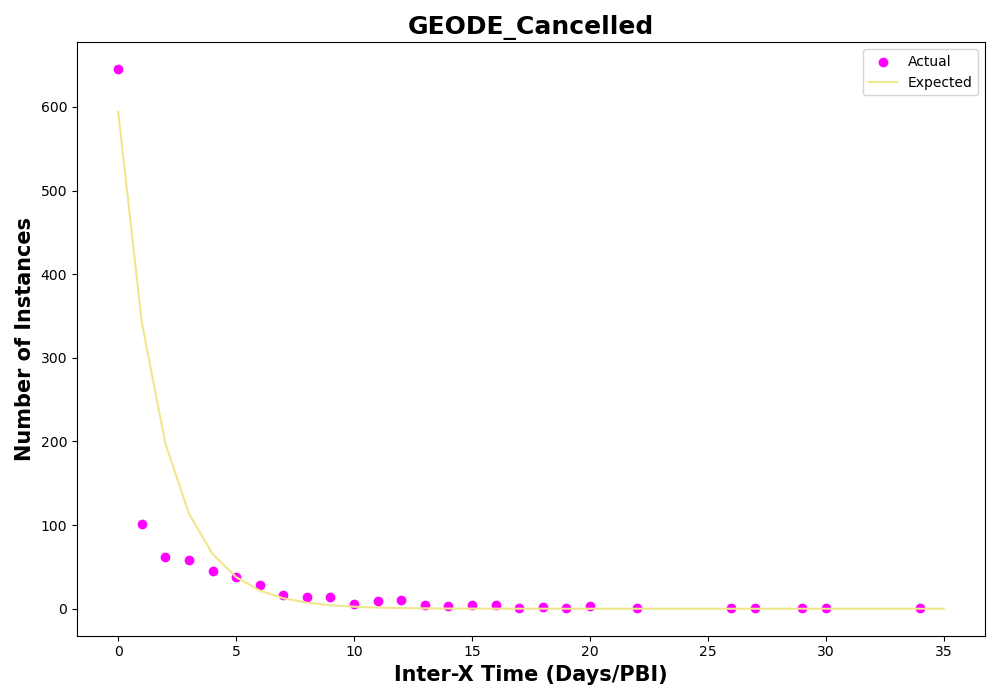 GEODE_Cancelled
Actual
Expected
Number of Instances
600
500
400
300
200
100
0
0 5 10 15 20 25 30 35
Inter-X Time (Days/PBI)